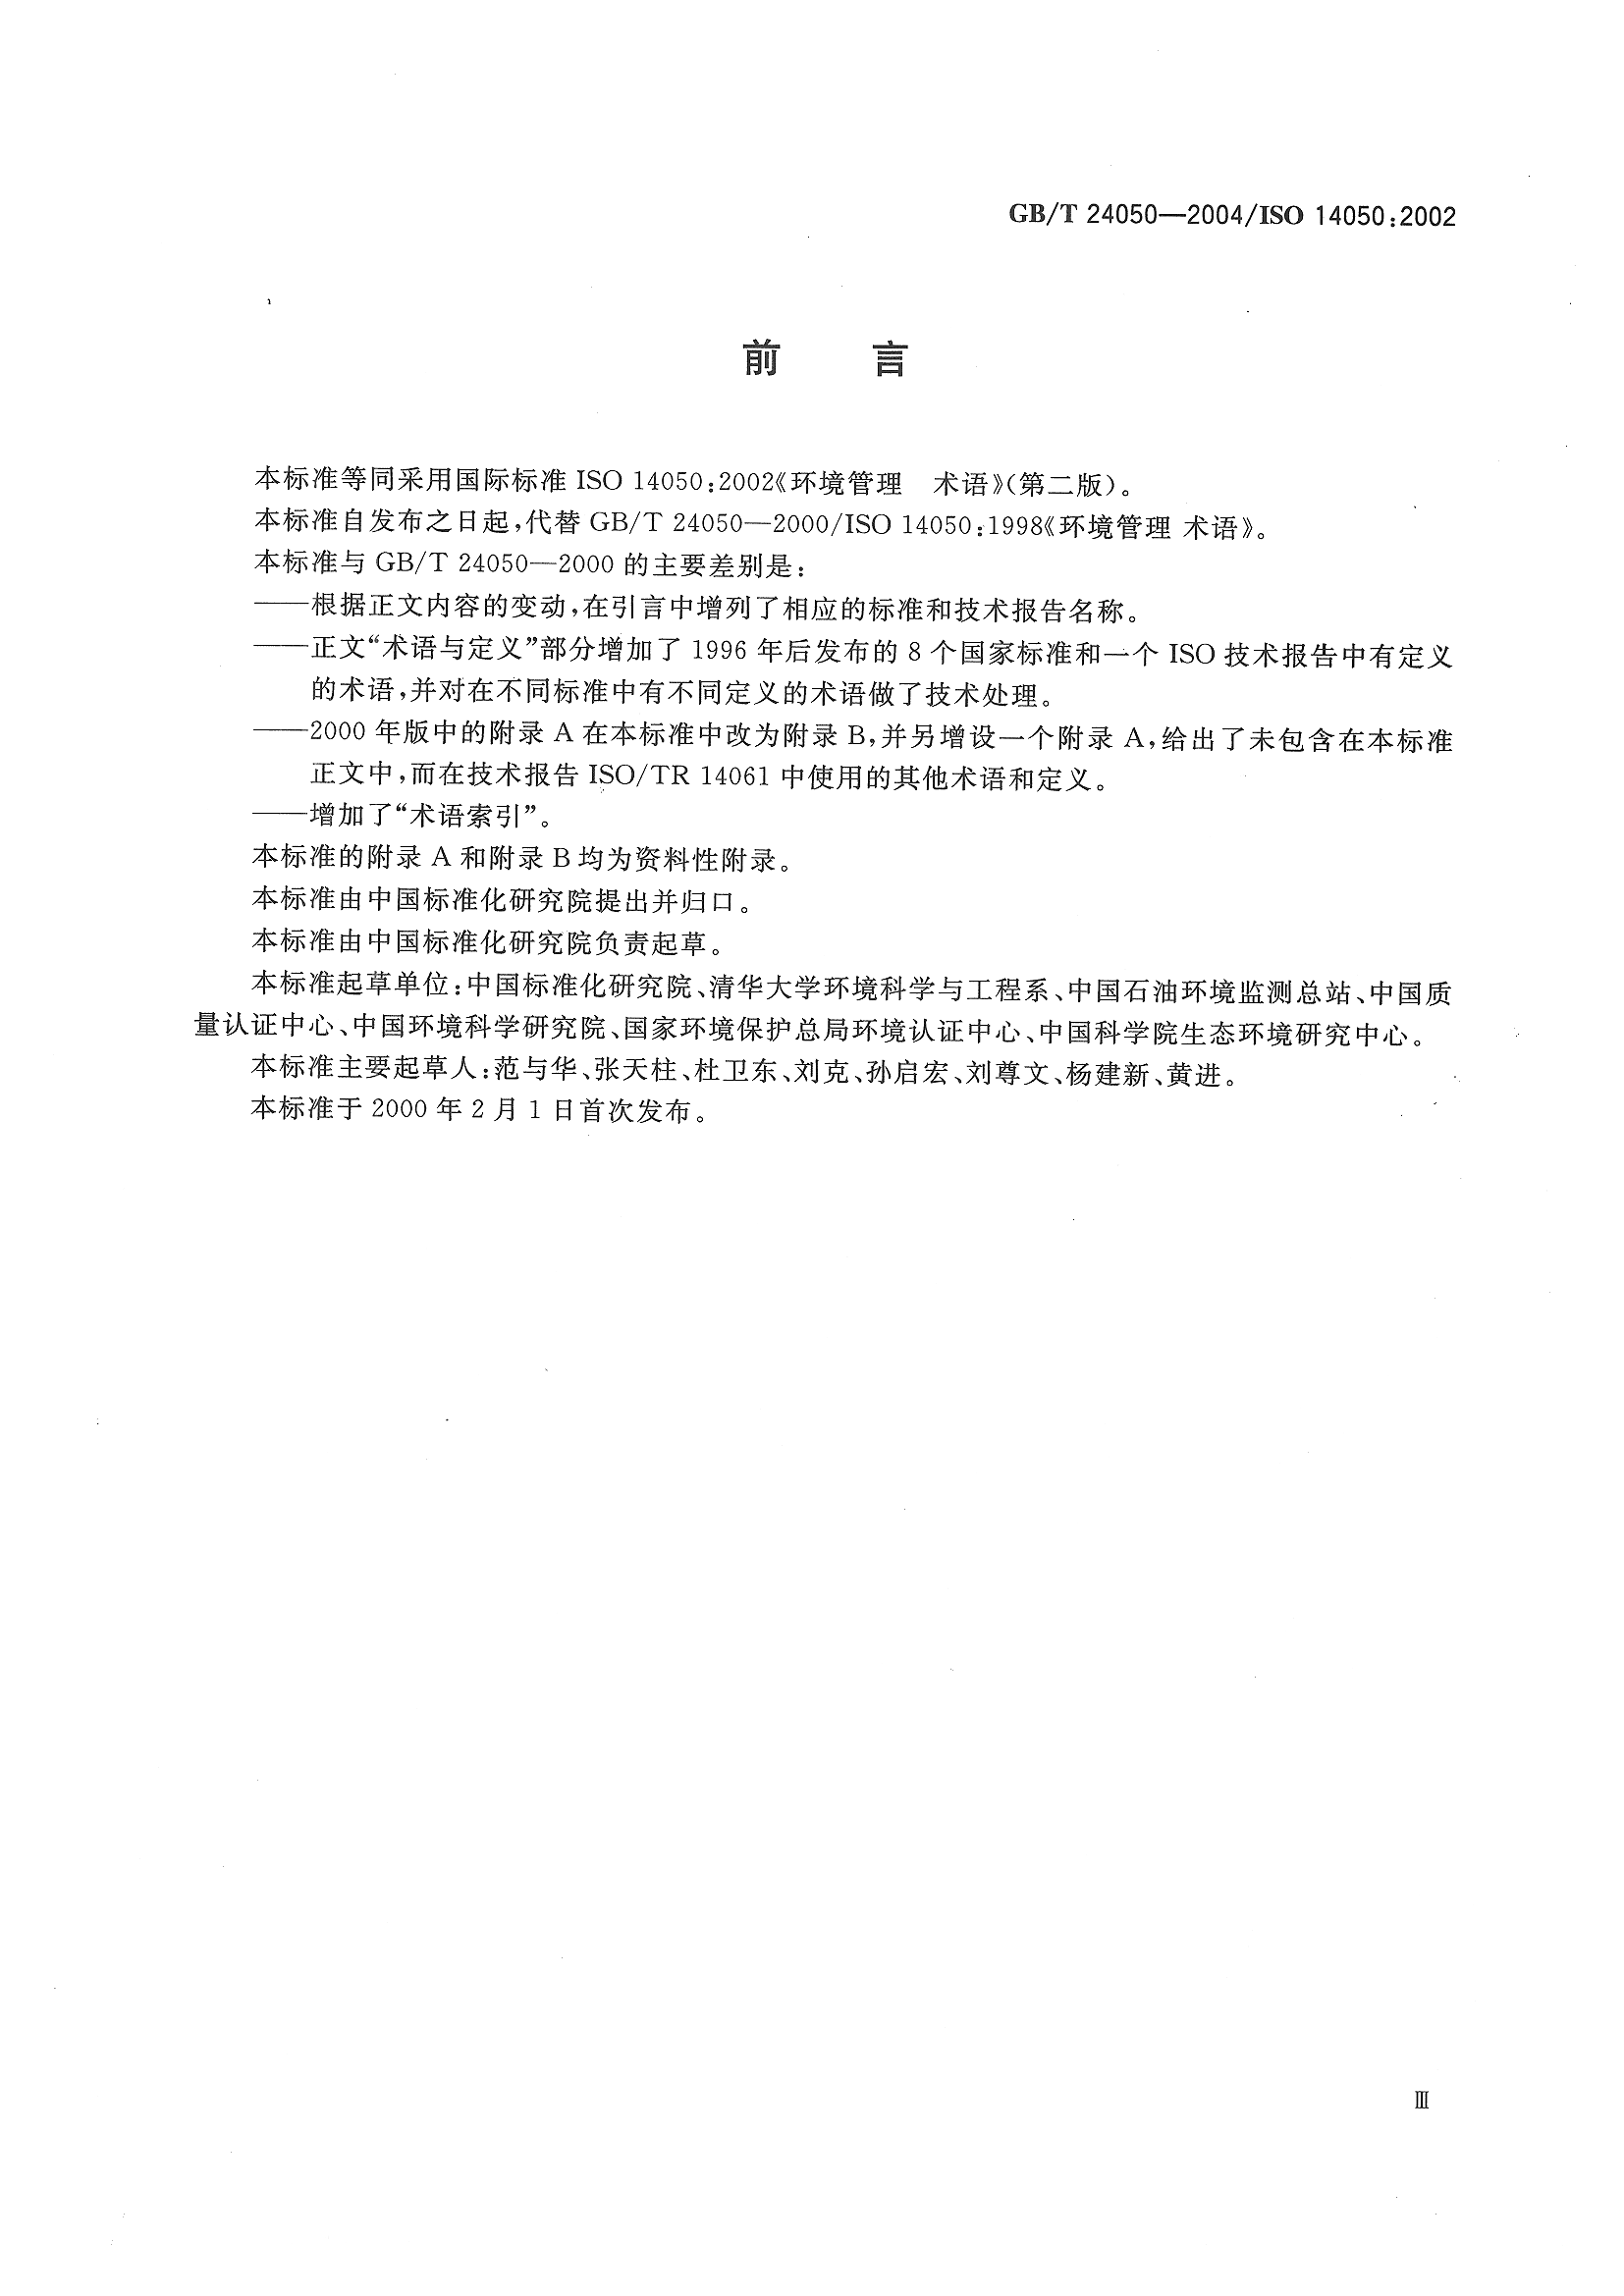 GB/T 24050—2004/ISO 14050:2002
前 言
本标准等同采用国际标准 ISO 14050:2002《环境管理 术语》(第二版)。
本标准自发布之日起,代替 GB/T 24050—2000/ISO 14050:1998《环境管理 术语》。
本标准与 GB/T 24050—2000 的主要差别是:
——根据正文内容的变动,在引言中增列了相应的标准和技术报告名称。
——正文“术语与定义”部分增加了 1996 年后发布的 8 个国家标准和一个 ISO 技术报告中有定义
的术语,并对在不同标准中有不同定义的术语做了技术处理。
——2000 年版中的附录 A 在本标准中改为附录 B,并另增设一个附录 A,给出了未包含在本标准
正文中,而在技术报告 ISO/TR 14061 中使用的其他术语和定义。
——增加了“术语索引”。
本标准的附录 A 和附录 B 均为资料性附录。
本标准由中国标准化研究院提出并归口。
本标准由中国标准化研究院负责起草。
本标准起草单位:中国标准化研究院、清华大学环境科学与工程系、中国石油环境监测总站、中国质
量认证中心、中国环境科学研究院、国家环境保护总局环境认证中心、中国科学院生态环境研究中心。
本标准主要起草人:范与华、张天柱、杜卫东、刘克、孙启宏、刘尊文、杨建新、黄进。
本标准于 2000 年 2 月 1 日首次发布。
Ⅲ